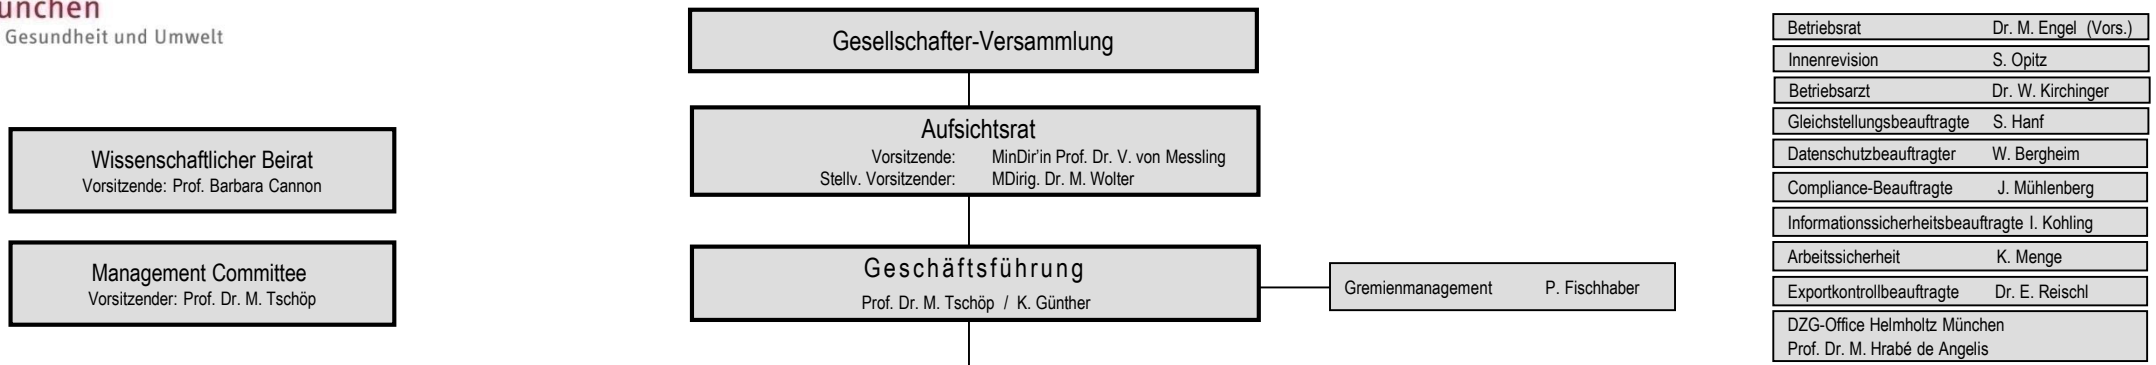 Gesundheit und Umwelt
Gesellschafter-Versammlung
Aufsichtsrat
Vorsitzende: MinDir'in Prof. Dr. V. von Messling
Stellv. Vorsitzender: MDirig. Dr. M. Wolter
Wissenschaftlicher Beirat
Vorsitzende: Prof. Barbara Cannon
Management Committee
Vorsitzender: Prof. Dr. M. Tschöp
Geschäftsführung
Prof. Dr. M. Tschöp / K. Günther
Gremienmanagement P. Fischhaber
Betriebsrat Dr. M. Engel (Vors.)
Innenrevision S. Opitz
Betriebsarzt Dr. W. Kirchinger
Gleichstellungsbeauftragte S. Hanf
Datenschutzbeauftragter W. Bergheim
Compliance-Beauftragte J. Mühlenberg
Informationssicherheitsbeauftragte I. Kohling
Arbeitssicherheit K. Menge
Exportkontrollbeauftragte Dr. E. Reischl
DZG-Office Helmholtz München
Prof. Dr. M. Hrabé de Angelis